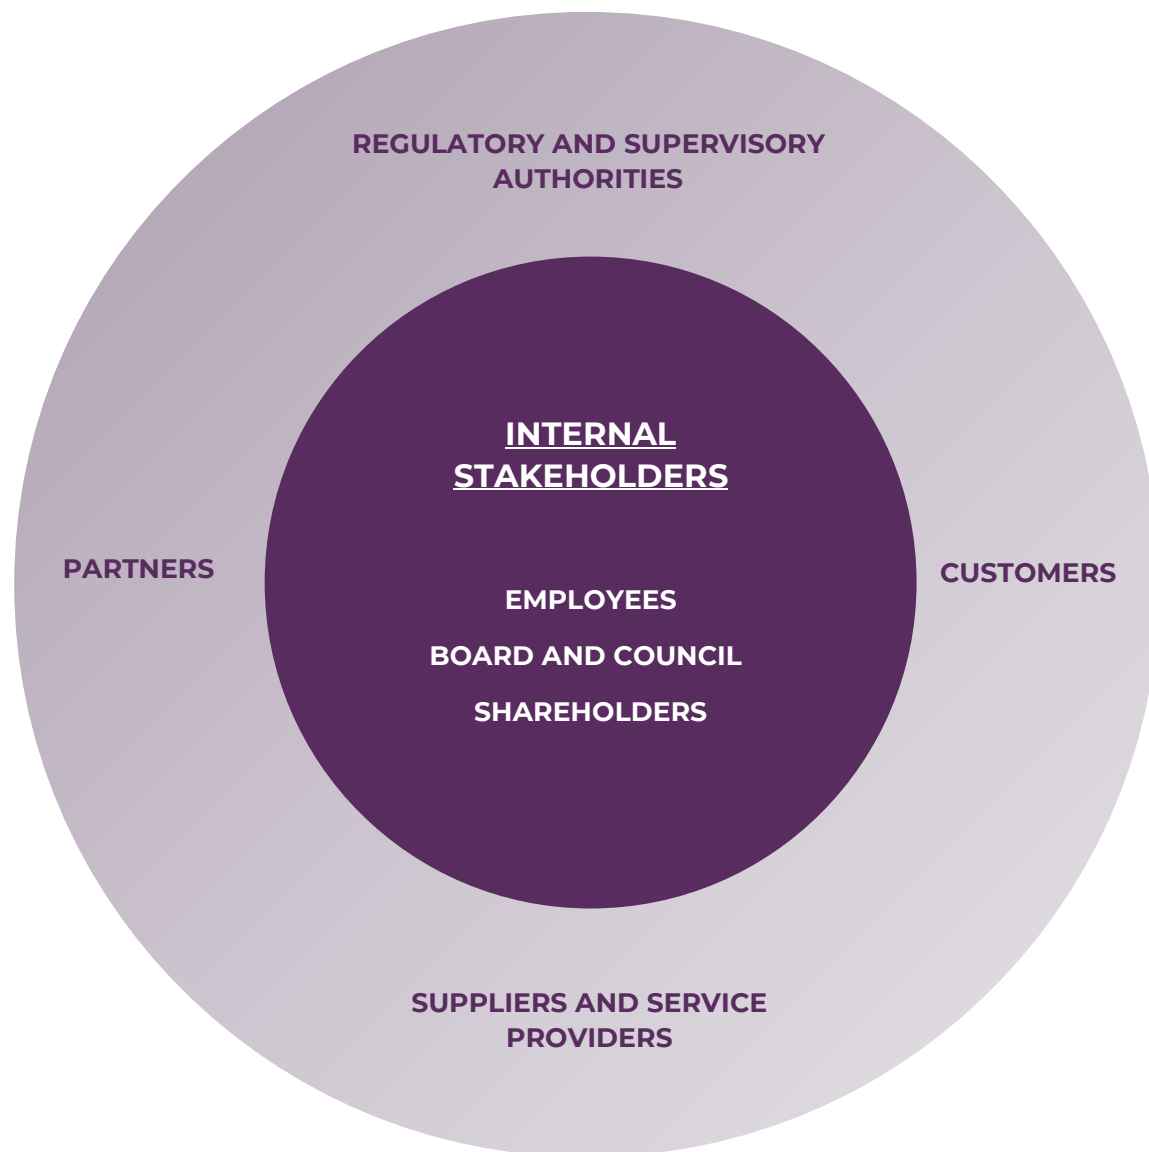 REGULATORY AND SUPERVISORY
AUTHORITIES
INTERNAL
STAKEHOLDERS
PARTNERS
CUSTOMERS
EMPLOYEES
BOARD AND COUNCIL
SHAREHOLDERS
SUPPLIERS AND SERVICE
PROVIDERS